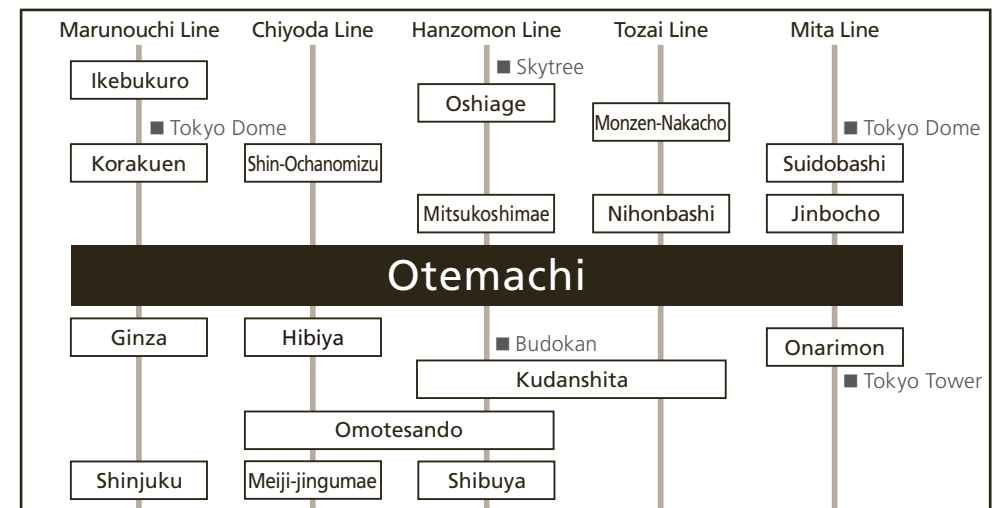 Marunouchi Line Chiyoda Line Hanzomon Line Tozai Line Mita Line
■ Skytree
Ikebukuro
Oshiage
Monzen-Nakacho
■ Tokyo Dome ■ Tokyo Dome
Korakuen Shin-Ochanomizu Suidobashi
Mitsukoshimae Nihonbashi Jinbocho
Otemachi
Ginza Hibiya
■ Budokan
Onarimon
Kudanshita
■ Tokyo Tower
Omotesando
Shinjuku Meiji-jingumae Shibuya